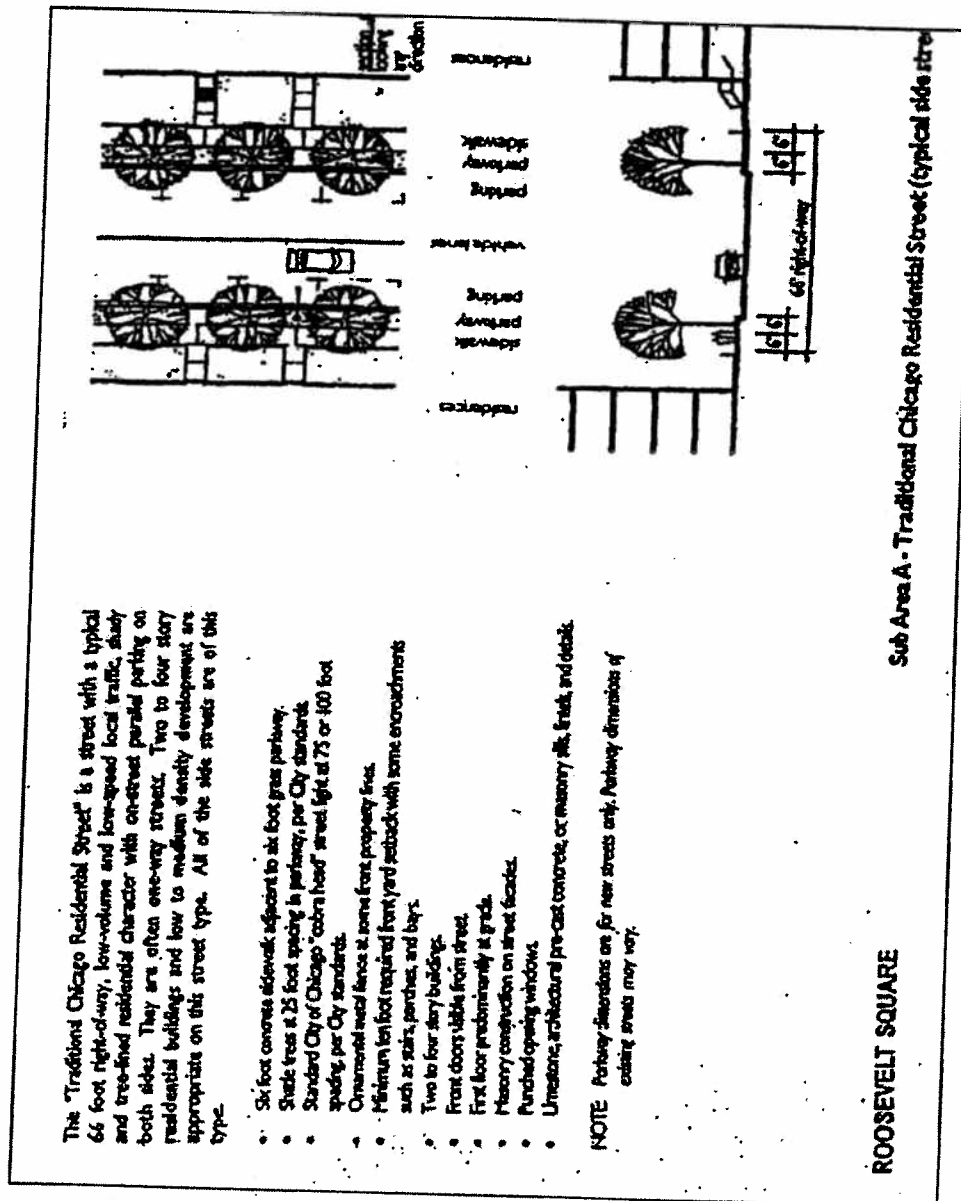 The "Traditional Chicago Residential Street" is a street with a typical
66 foot right-of-way, low-volume and low-speed local traffic, shady
and tree-lined residential character with on-street parallel parking on
both sides. They are often one-way streets. Two to four story
residential buildings and low to medium density development are
appropriate on this street type. All of the side streets are of this
type.
• Six foot concrete sidewalk adjacent to six foot grass parkway.
• Shade trees at 25 foot spacing in parkway, per City standards
• Standard City of Chicago "cobra head" street light at 75 or 100 foot
spacing, per City standards.
• Ornamental metal fence at some front property lines.
• Minimum ten foot required front yard setback with some encroachments
such as stairs, porches, and bays.
• Two to four story buildings.
• Front doors visible from street.
• First floor predominantly at grade.
• Masonry construction on street facades.
• Punched opening windows.
• Limestone, architectural pre-cast concrete, or masonry sills, lintels, and details.
NOTE: Parkway dimensions are for new streets only. Parkway dimensions of
existing streets may vary.
section
looking
any
direction
residences
sidewalk
parkway
parking
vehicle lanes
parking
parkway
sidewalk
residences
6' 6'
6' 6'
66' right-of-way
ROOSEVELT SQUARE
Sub Area A - Traditional Chicago Residential Street (typical side stre